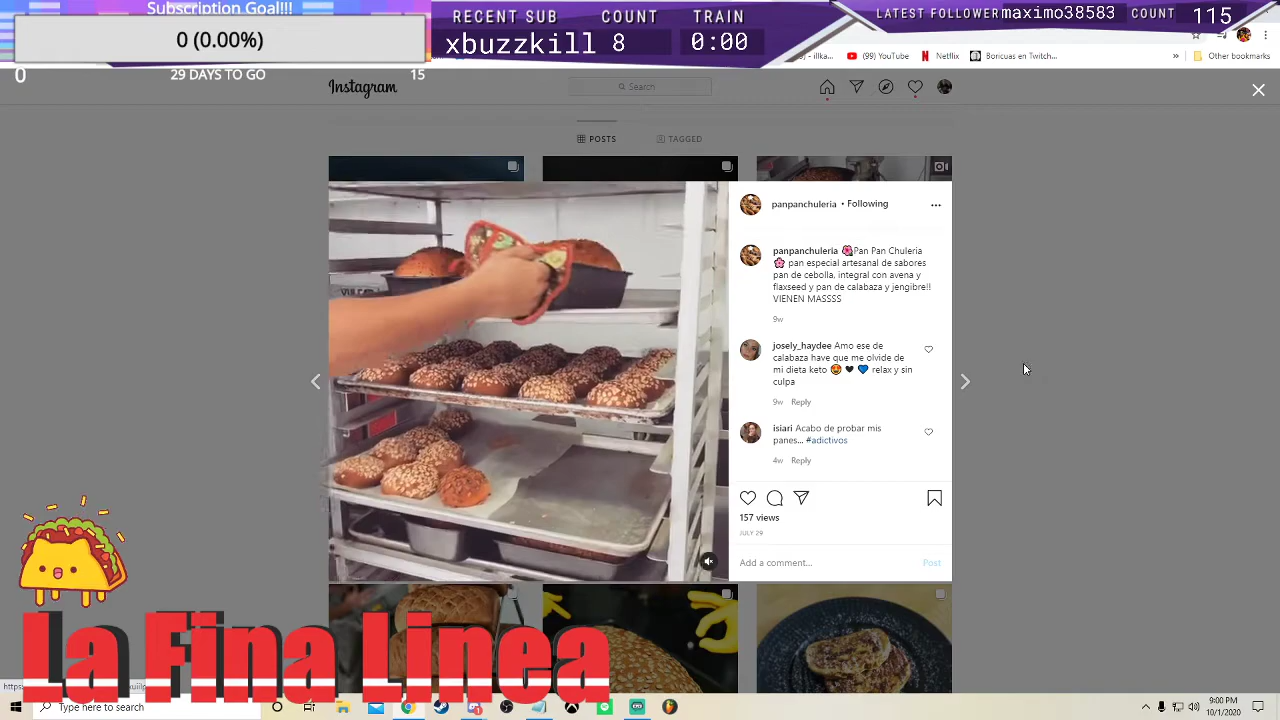 Subscription Goal!!!
0 (0.00%)
0 29 DAYS TO GO 15
RECENT SUB COUNT TRAIN
xbuzzkill 8 0:00
LATEST FOLLOWER maximo38583 COUNT 115
(99) YouTube Netflix Boricuas en Twitch... » Other bookmarks
Instagram
Search
POSTS TAGGED
panpanchuleria • Following
panpanchuleria 🌺Pan Pan Chuleria
🌺 pan especial artesanal de sabores
pan de cebolla, integral con avena y
flaxseed y pan de calabaza y jengibre!!
VIENEN MASSSS
9w
josely_haydee Amo ese de
calabaza have que me olvide de
mi dieta keto 😍 🖤 💙 relax y sin
culpa
9w Reply
isiari Acabo de probar mis
panes... #adictivos
4w Reply
157 views
JULY 29
Add a comment... Post
La Fina Linea
Type here to search
9:00 PM
10/1/2020